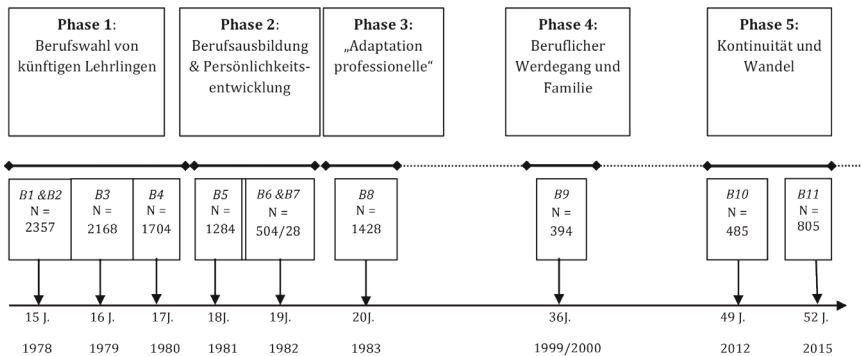 Phase 1:
Berufswahl von
künftigen Lehrlingen
Phase 2:
Berufsausbildung
& Persönlichkeits-
entwicklung
Phase 3:
„Adaptation
professionelle“
Phase 4:
Beruflicher
Werdegang und
Familie
Phase 5:
Kontinuität und
Wandel
B1 &B2
N =
2357
B3
N =
2168
B4
N =
1704
B5
N =
1284
B6 &B7
N =
504/28
B8
N =
1428
B9
N =
394
B10
N =
485
B11
N =
805
15 J. 16 J. 17J. 18J. 19J. 20J. 36J. 49 J. 52 J.
1978 1979 1980 1981 1982 1983 1999/2000 2012 2015